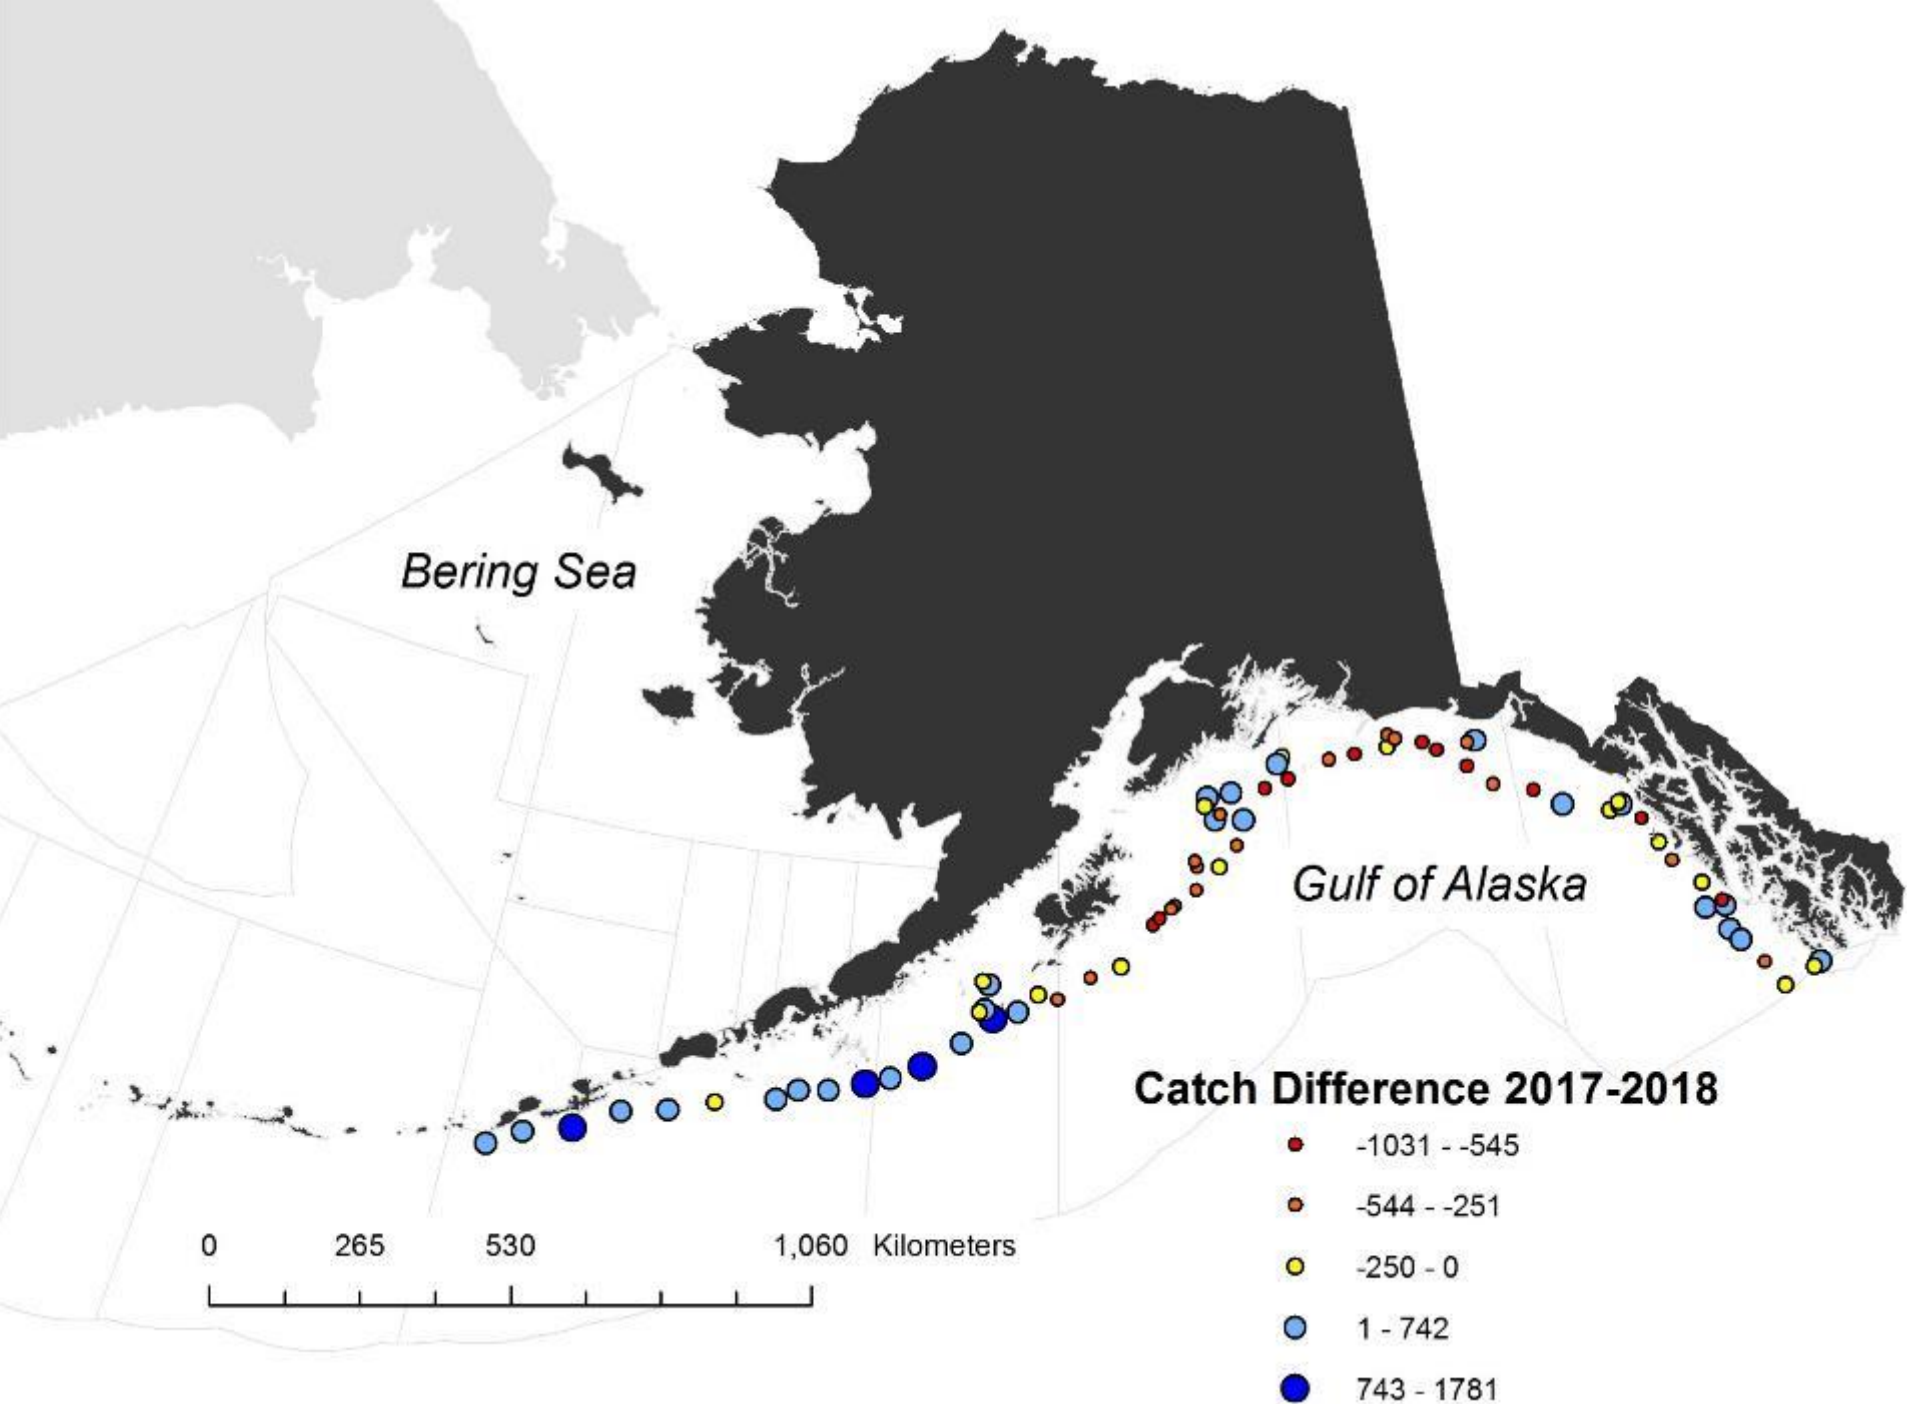 Bering Sea
Gulf of Alaska
Catch Difference 2017-2018
-1031 - -545
-544 - -251
-250 - 0
1 - 742
743 - 1781
0 265 530 1,060 Kilometers